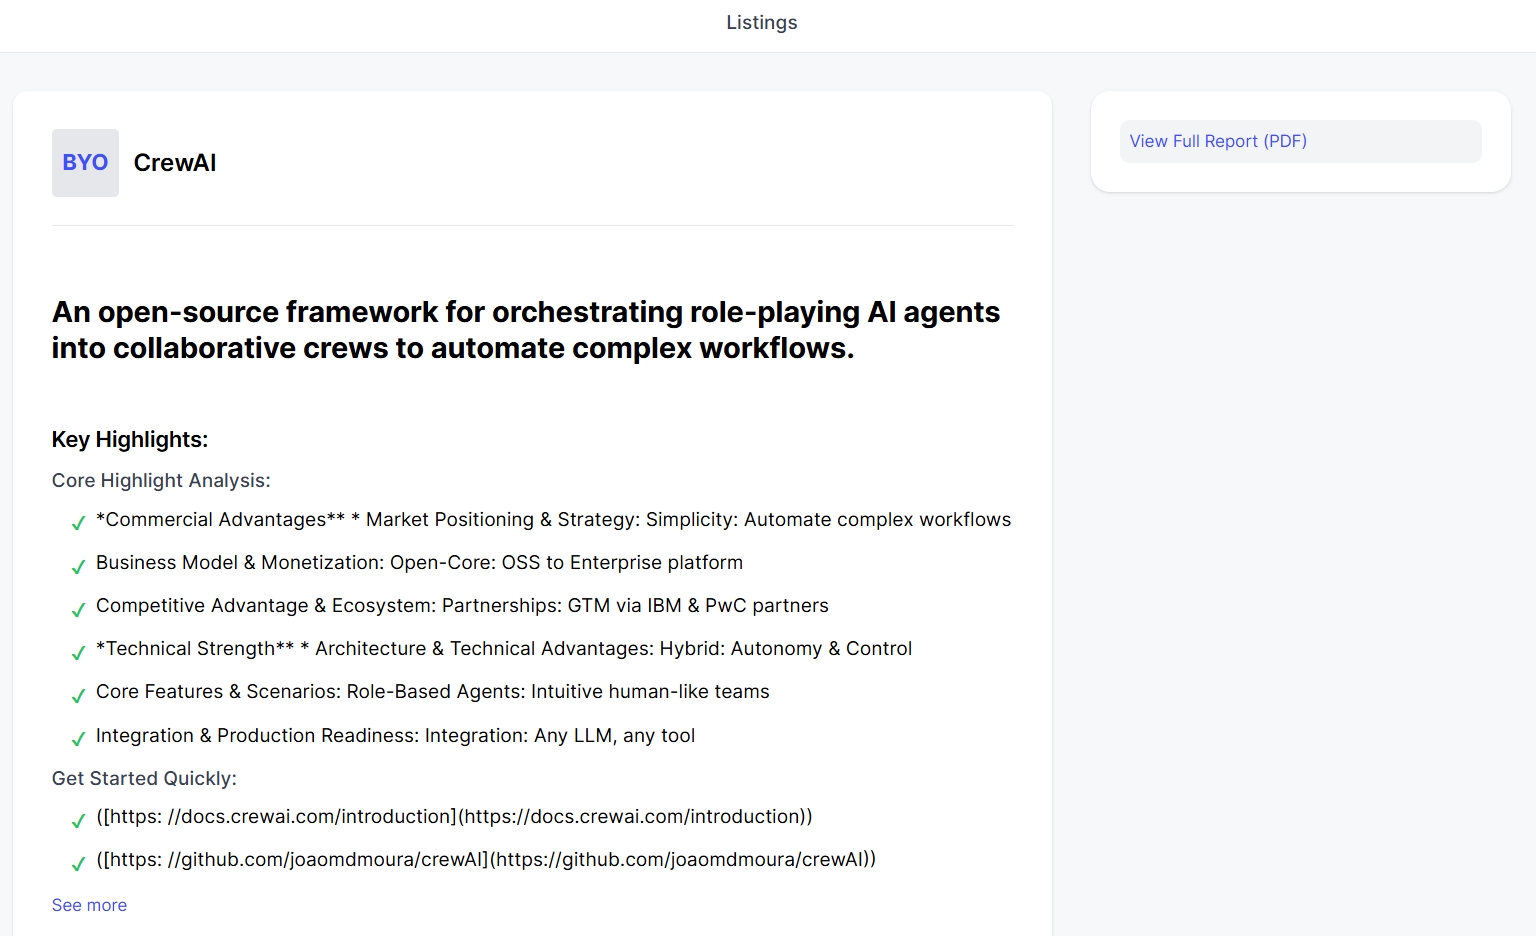 Listings
BYO
CrewAI
View Full Report (PDF)
An open-source framework for orchestrating role-playing AI agents
into collaborative crews to automate complex workflows.
Key Highlights:
Core Highlight Analysis:
*Commercial Advantages** * Market Positioning & Strategy: Simplicity: Automate complex workflows
Business Model & Monetization: Open-Core: OSS to Enterprise platform
Competitive Advantage & Ecosystem: Partnerships: GTM via IBM & PwC partners
*Technical Strength** * Architecture & Technical Advantages: Hybrid: Autonomy & Control
Core Features & Scenarios: Role-Based Agents: Intuitive human-like teams
Integration & Production Readiness: Integration: Any LLM, any tool
Get Started Quickly:
([https: //docs.crewai.com/introduction](https://docs.crewai.com/introduction))
([https: //github.com/joaomdmoura/crewAI](https://github.com/joaomdmoura/crewAI))
See more